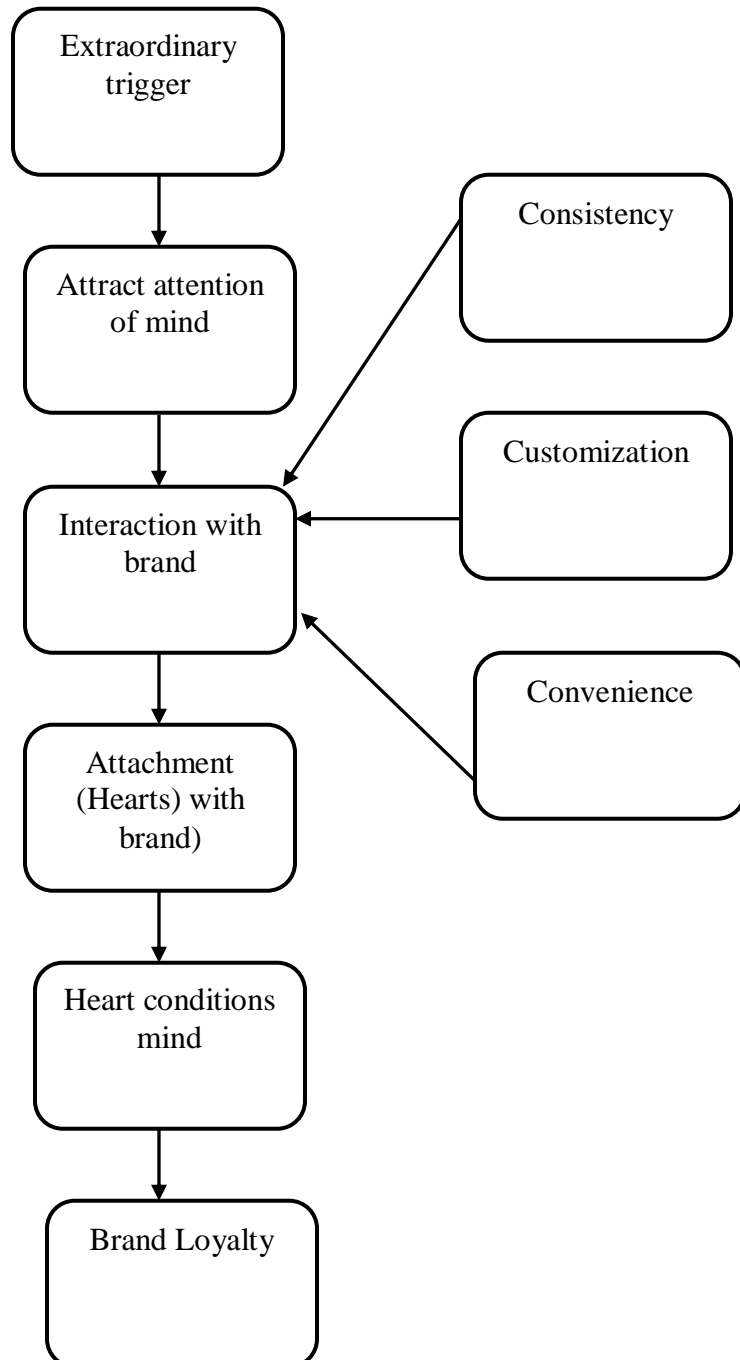 Extraordinary
trigger
Attract attention
of mind
Interaction with
brand
Attachment
(Hearts) with
brand)
Heart conditions
mind
Brand Loyalty
Consistency
Customization
Convenience